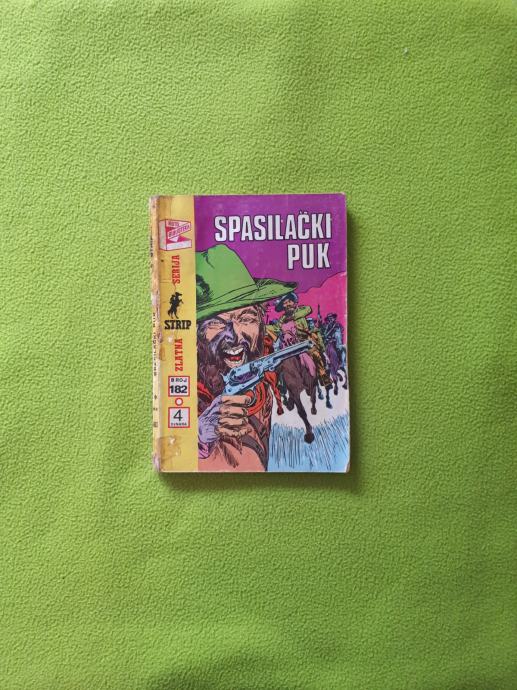 SPASILAČKI
PUK
ZLATNA SERIJA
STRIP
BROJ
182
4
DINARA